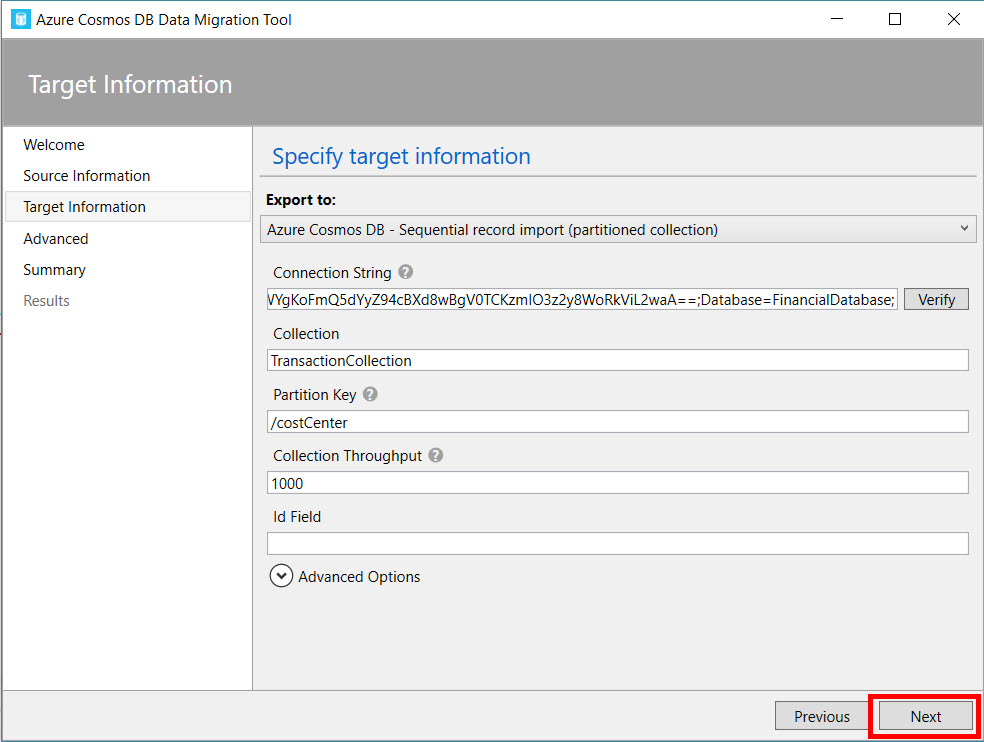 Azure Cosmos DB Data Migration Tool
Target Information
Welcome
Source Information
Target Information
Advanced
Summary
Results
Specify target information
Export to:
Azure Cosmos DB - Sequential record import (partitioned collection)
Connection String ?
VYgKoFmQ5dYyZ94cBXd8wBgV0TCKzmIO3z2y8WoRkViL2waA==;Database=FinancialDatabase; Verify
Collection
TransactionCollection
Partition Key ?
/costCenter
Collection Throughput ?
1000
Id Field
Advanced Options
Previous Next